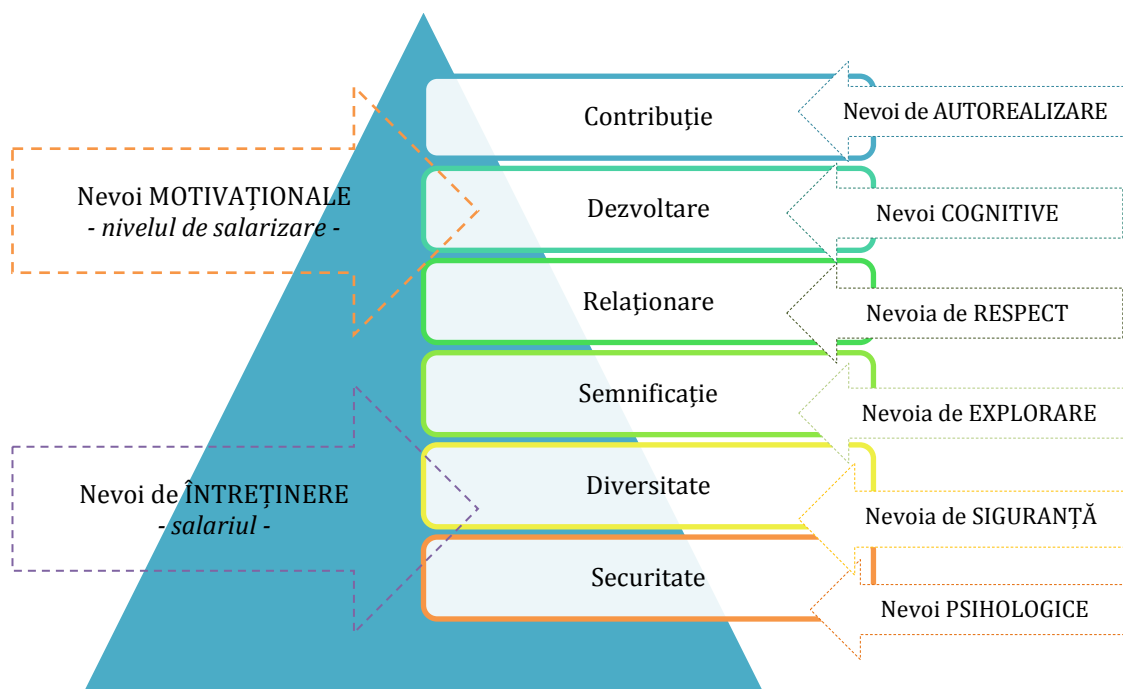 Contribuție
Nevoi de AUTOREALIZARE
Nevoi MOTIVAȚIONALE
- nivelul de salarizare -
Dezvoltare
Nevoi COGNITIVE
Relaționare
Nevoia de RESPECT
Semnificație
Nevoia de EXPLORARE
Nevoi de ÎNTREȚINERE
- salariul -
Diversitate
Nevoia de SIGURANȚĂ
Securitate
Nevoi PSIHOLOGICE